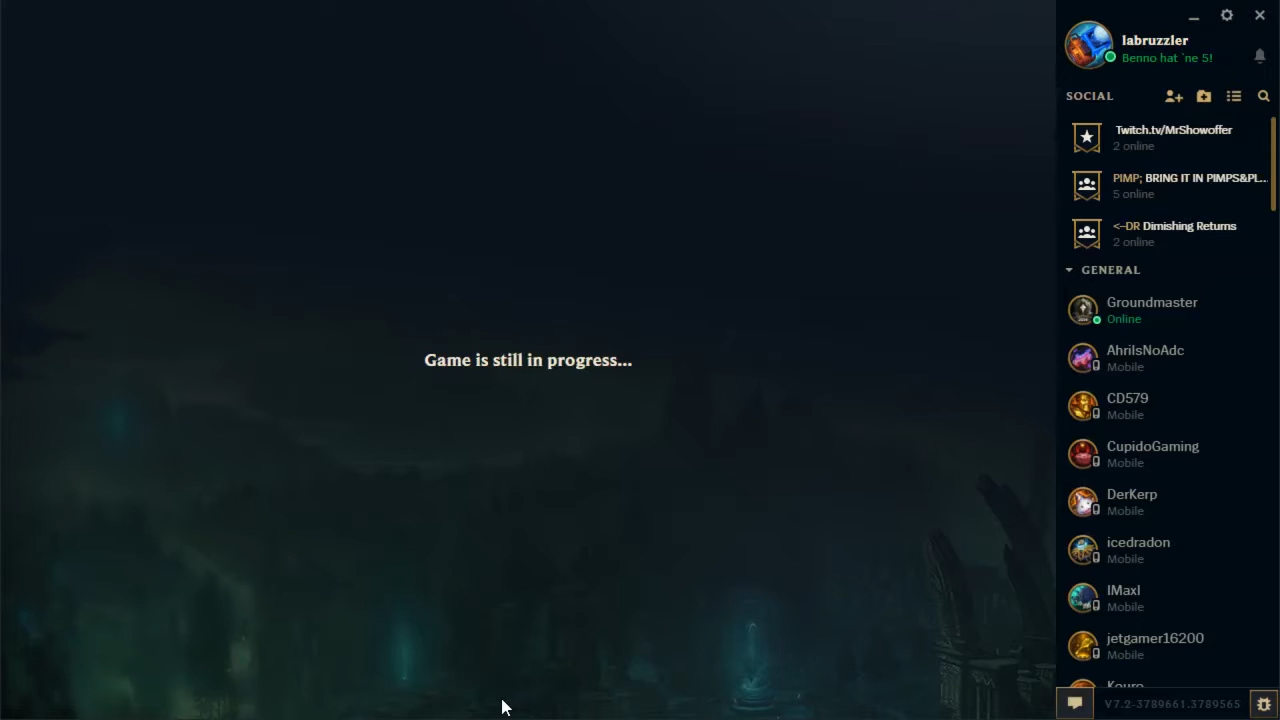 labruzzler
Benno hat `ne 5!
SOCIAL
Twitch.tv/MrShowoffer
2 online
PIMP; BRING IT IN PIMPS&PL...
5 online
<--DR Dimishing Returns
2 online
GENERAL
Groundmaster
Online
AhriIsNoAdc
Mobile
CD579
Mobile
CupidoGaming
Mobile
DerKerp
Mobile
icedradon
Mobile
IMaxI
Mobile
jetgamer16200
Mobile
Game is still in progress...
V7.2-3789661.3789565